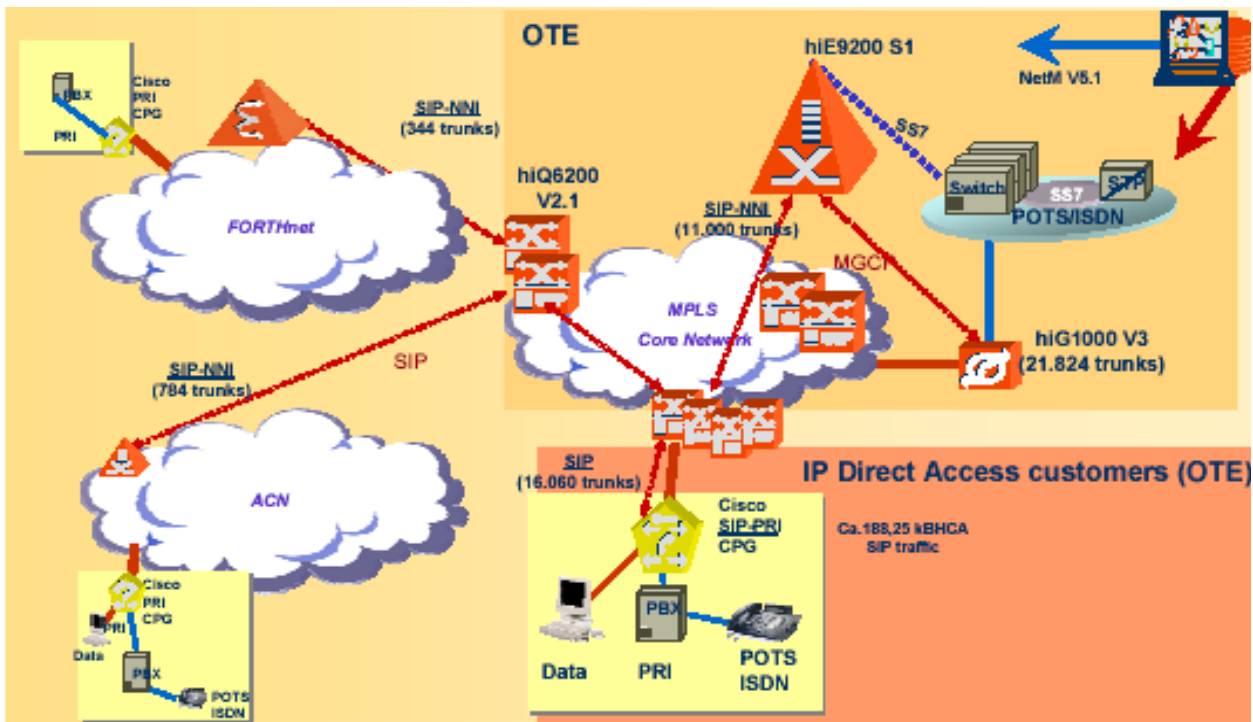 OTE
hiE9200 S1
NetM V5.1
Cisco
PRI
CPG
PBX
PRI
SIP-NNI
(344 trunks)
SS7
hiQ6200
V2.1
Switch
SS7
STP
POTS/ISDN
FORTHnet
SIP-NNI
(11.000 trunks)
MGCP
MPLS
Core Network
hiG1000 V3
(21.824 trunks)
SIP-NNI
(784 trunks)
SIP
ACN
SIP
(16.060 trunks)
IP Direct Access customers (OTE)
Cisco
SIP-PRI
CPG
Ca.188,25 kBHCA
SIP traffic
Cisco
PRI
CPG
PRI
Data
PBX
POTS
ISDN
PBX
Data
PRI
POTS
ISDN